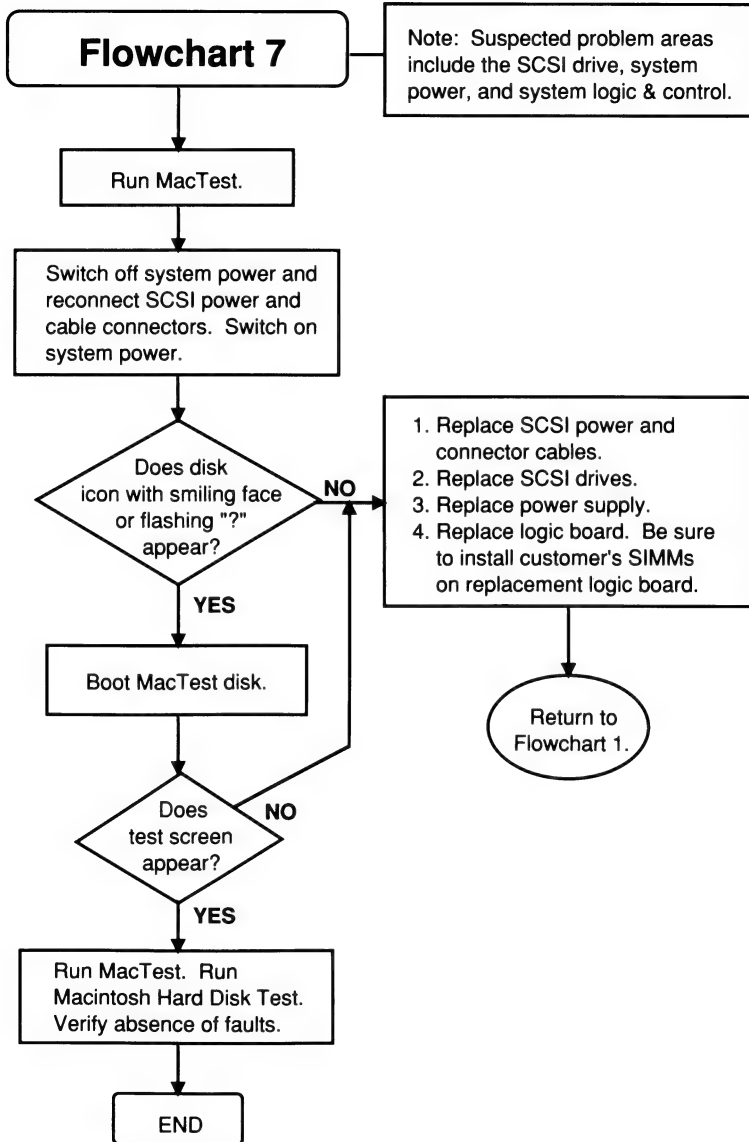 Flowchart 7
Note: Suspected problem areas
include the SCSI drive, system
power, and system logic & control.
Run MacTest.
Switch off system power and
reconnect SCSI power and
cable connectors. Switch on
system power.
Does disk
icon with smiling face
or flashing "?"
appear?
NO
1. Replace SCSI power and
connector cables.
2. Replace SCSI drives.
3. Replace power supply.
4. Replace logic board. Be sure
to install customer's SIMMs
on replacement logic board.
YES
Boot MacTest disk.
Return to
Flowchart 1.
Does
test screen
appear?
NO
YES
Run MacTest. Run
Macintosh Hard Disk Test.
Verify absence of faults.
END